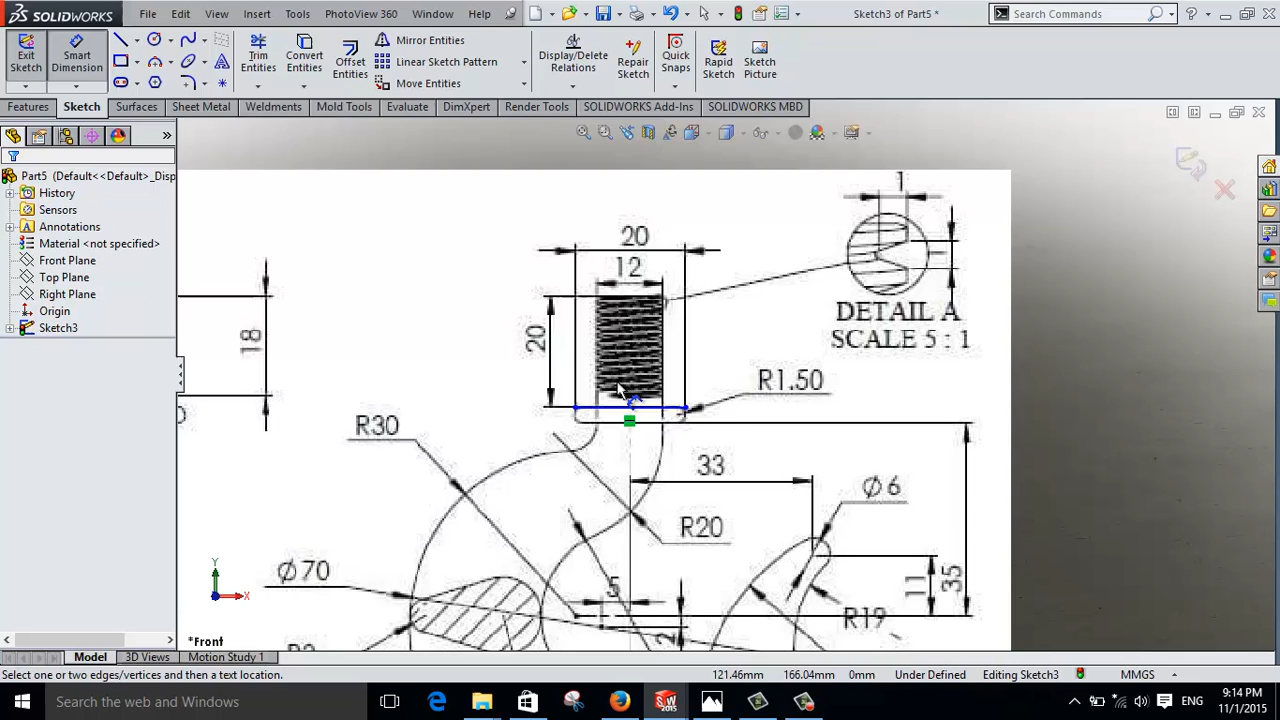 SOLIDWORKS
File Edit View Insert Tools PhotoView 360 Window Help
Sketch3 of Part5 *
Search Commands
Exit Sketch
Smart Dimension
Trim Entities
Convert Entities
Offset Entities
Mirror Entities
Linear Sketch Pattern
Move Entities
Display/Delete Relations
Repair Sketch
Quick Snaps
Rapid Sketch
Sketch Picture
Features Sketch Surfaces Sheet Metal Weldments Mold Tools Evaluate DimXpert Render Tools SOLIDWORKS Add-Ins SOLIDWORKS MBD
Part5 (Default<<Default>_Disp
History
Sensors
Annotations
Material <not specified>
Front Plane
Top Plane
Right Plane
Origin
Sketch3
1
20
12
1
DETAIL A
SCALE 5 : 1
18
20
R1.50
R30
33
Ø6
R20
Ø70
5
11
35
R19
2
Y
X
*Front
Model 3D Views Motion Study 1
Select one or two edges/vertices and then a text location.
121.46mm 166.04mm 0mm Under Defined Editing Sketch3 MMGS
Search the web and Windows
SW
2015
ENG
9:14 PM
11/1/2015